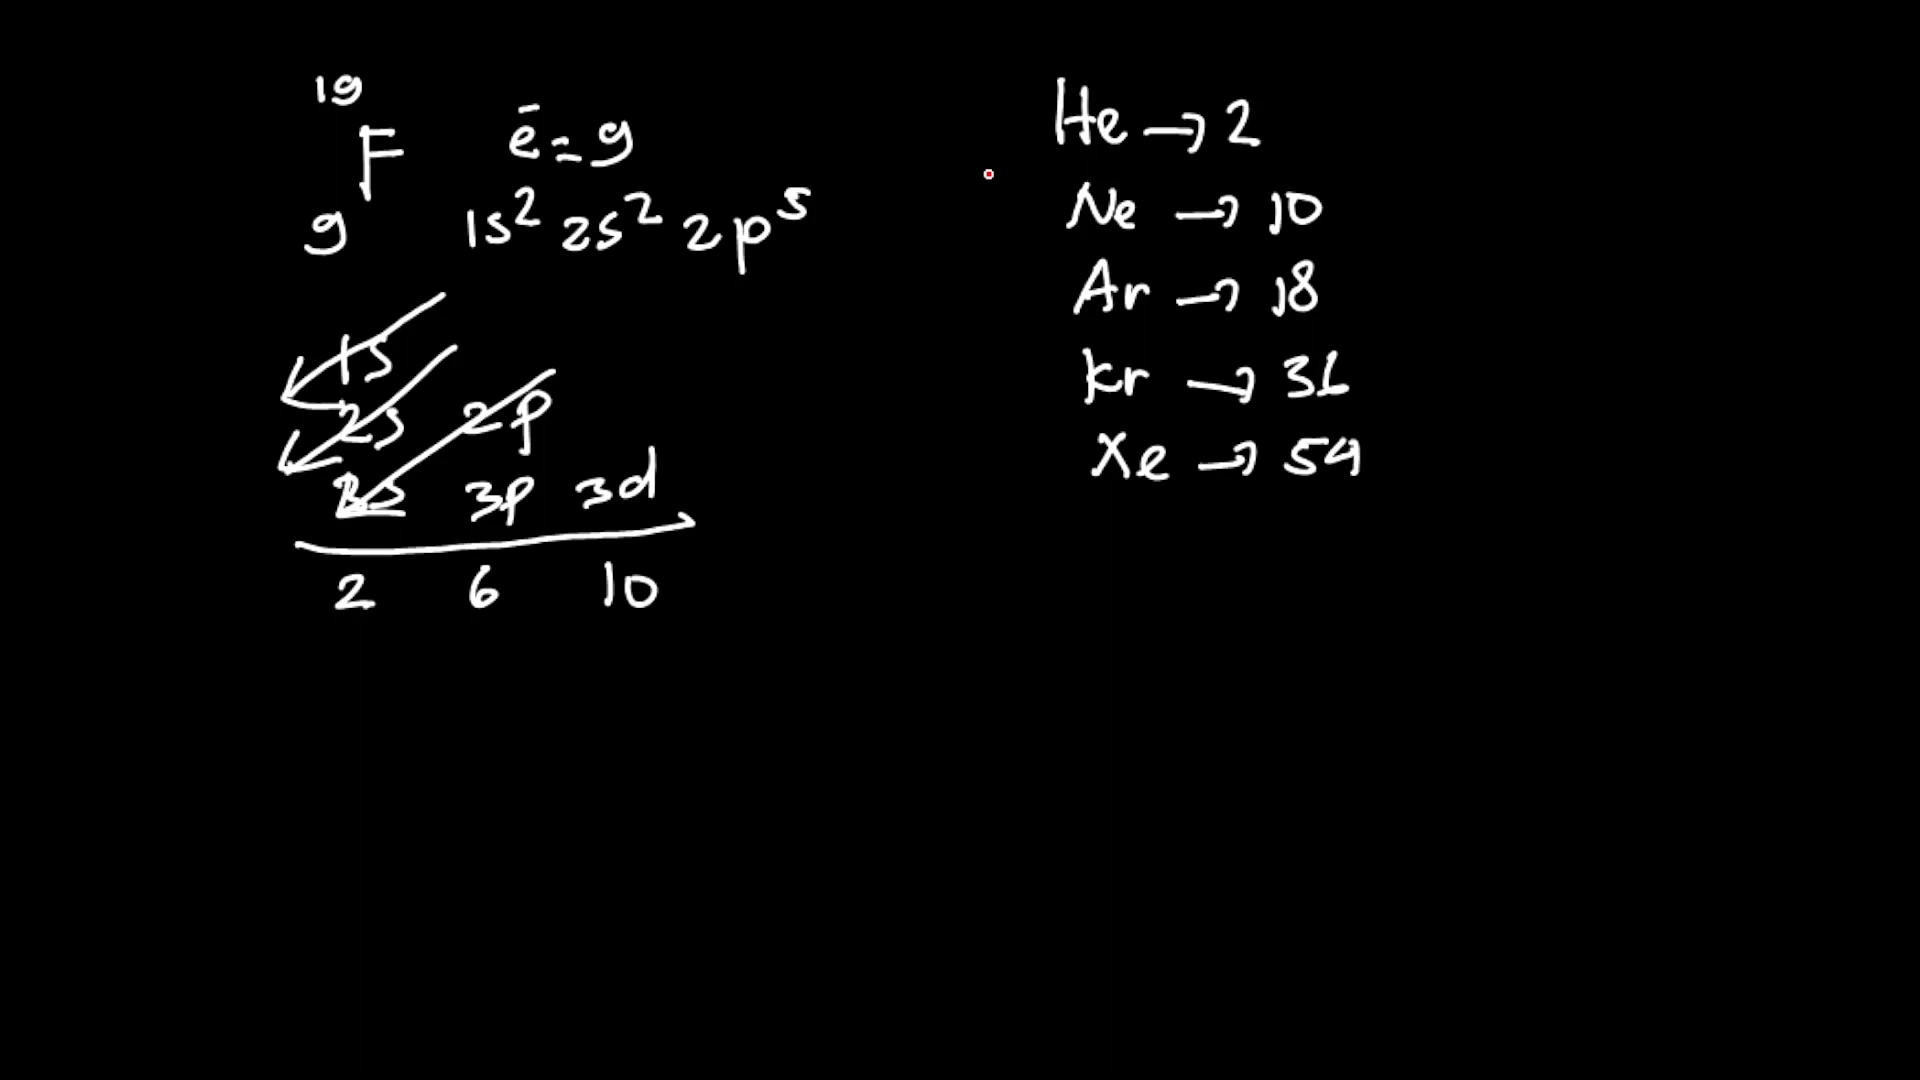 19
F ē = 9
9 1s² 2s² 2p⁵
1s
2s 2p
3s 3p 3d
2 6 10
He → 2
Ne → 10
Ar → 18
Kr → 36
Xe → 54